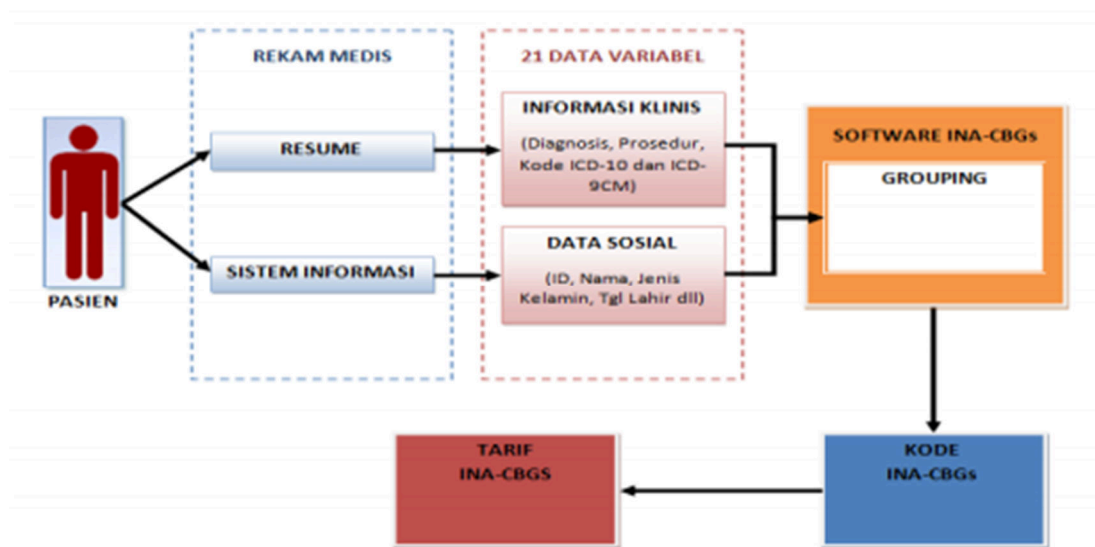 REKAM MEDIS
21 DATA VARIABEL
PASIEN
RESUME
SISTEM INFORMASI
INFORMASI KLINIS
(Diagnosis, Prosedur,
Kode ICD-10 dan ICD-
9CM)
DATA SOSIAL
(ID, Nama, Jenis
Kelamin, Tgl Lahir dll)
SOFTWARE INA-CBGs
GROUPING
TARIF
INA-CBGS
KODE
INA-CBGs